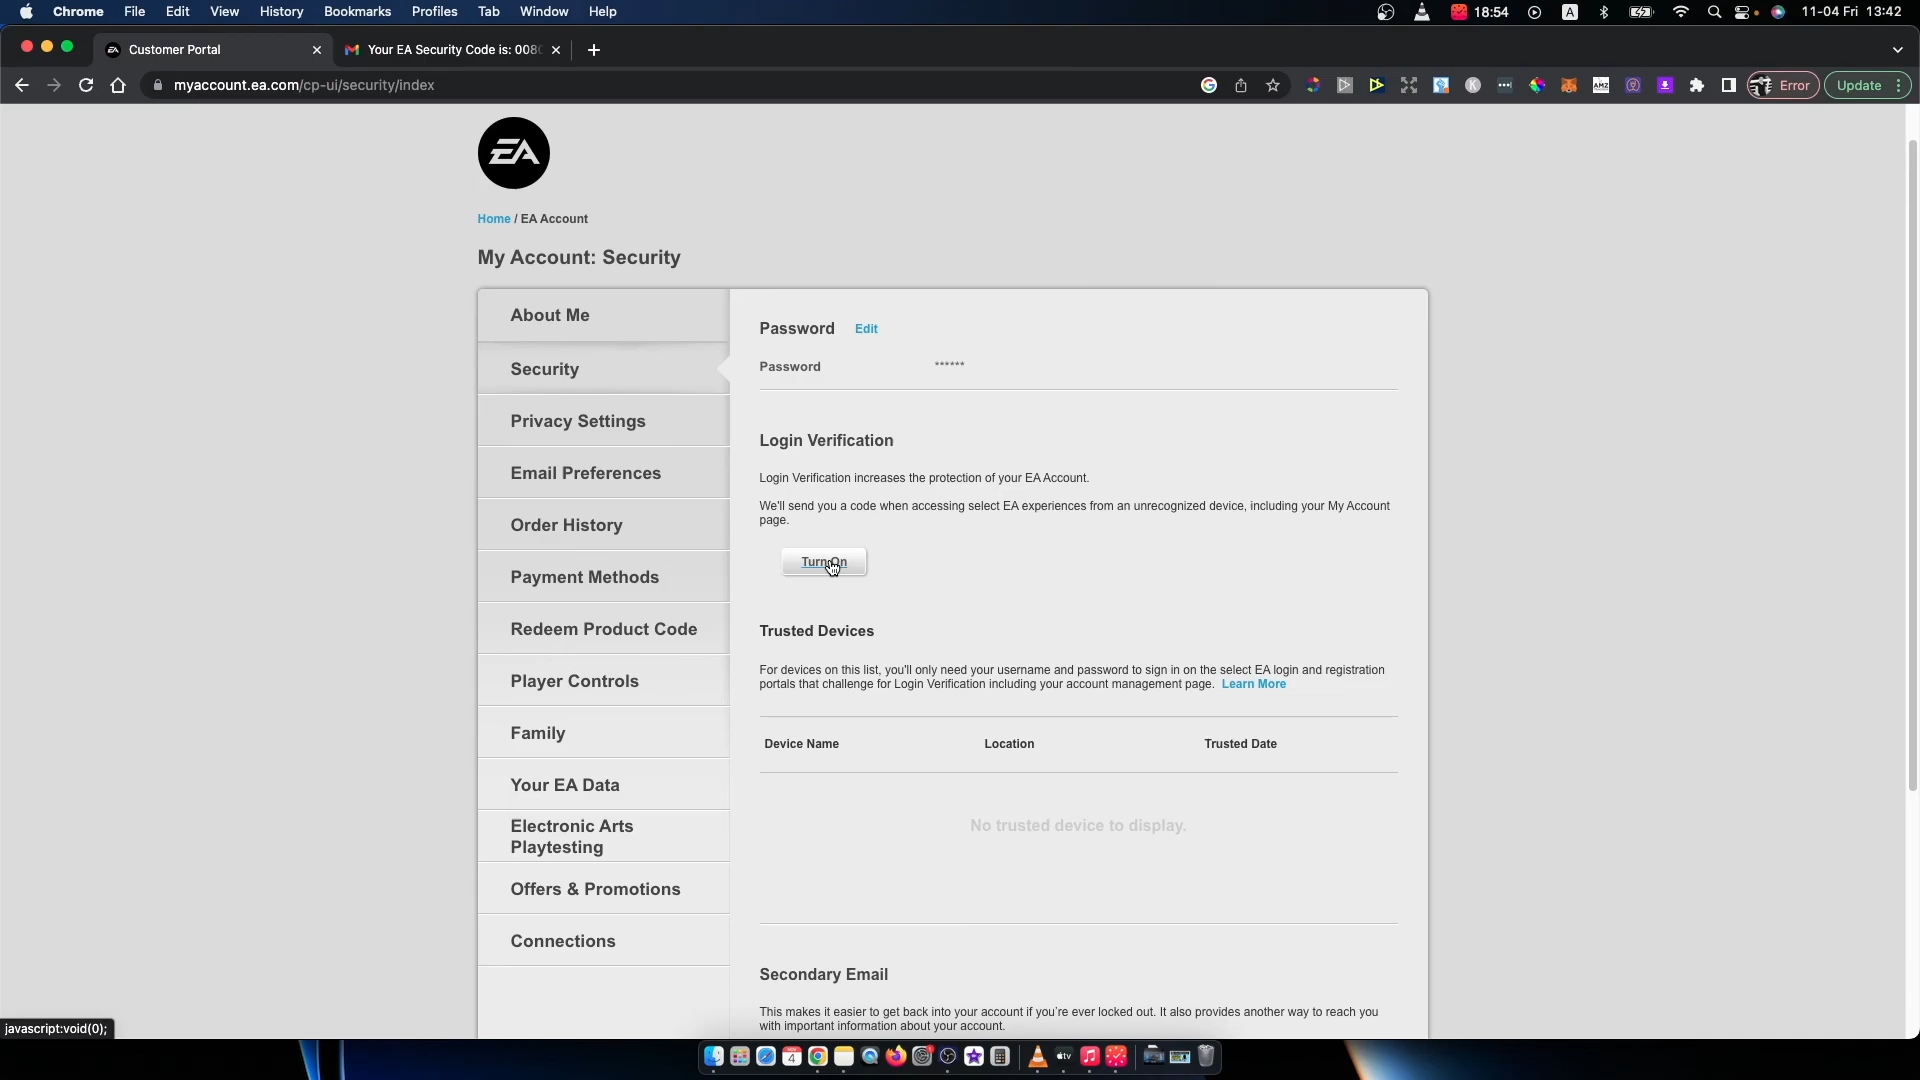 Chrome File Edit View History Bookmarks Profiles Tab Window Help 18:54 A 11-04 Fri 13:42
Customer Portal Your EA Security Code is: 008
myaccount.ea.com/cp-ui/security/index Error Update
EA
Home / EA Account
My Account: Security
About Me
Security
Privacy Settings
Email Preferences
Order History
Payment Methods
Redeem Product Code
Player Controls
Family
Your EA Data
Electronic Arts
Playtesting
Offers & Promotions
Connections
Password Edit
Password ******
Login Verification
Login Verification increases the protection of your EA Account.
We'll send you a code when accessing select EA experiences from an unrecognized device, including your My Account
page.
Turn On
Trusted Devices
For devices on this list, you'll only need your username and password to sign in on the select EA login and registration
portals that challenge for Login Verification including your account management page. Learn More
Device Name Location Trusted Date
No trusted device to display.
Secondary Email
This makes it easier to get back into your account if you're ever locked out. It also provides another way to reach you
with important information about your account.
javascript:void(0);